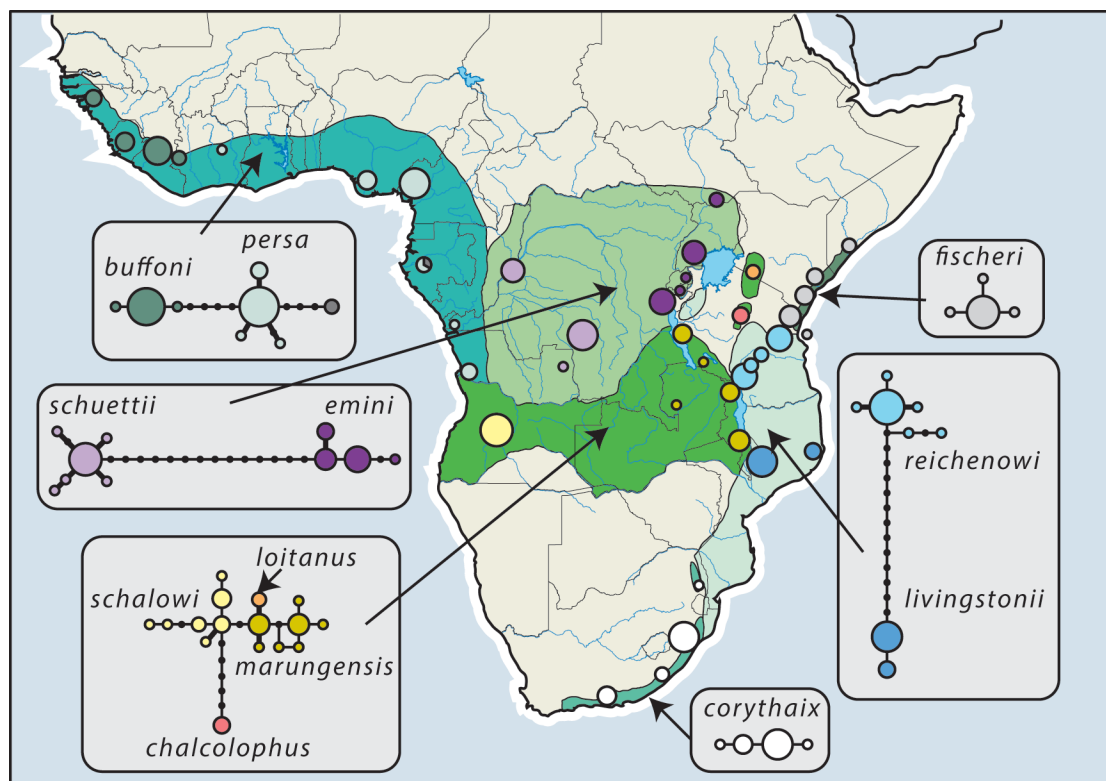 persa
buffoni
fischeri
schuettii
emini
reichenowi
loitanus
schalowi
livingstonii
marungensis
corythaix
chalcolophus